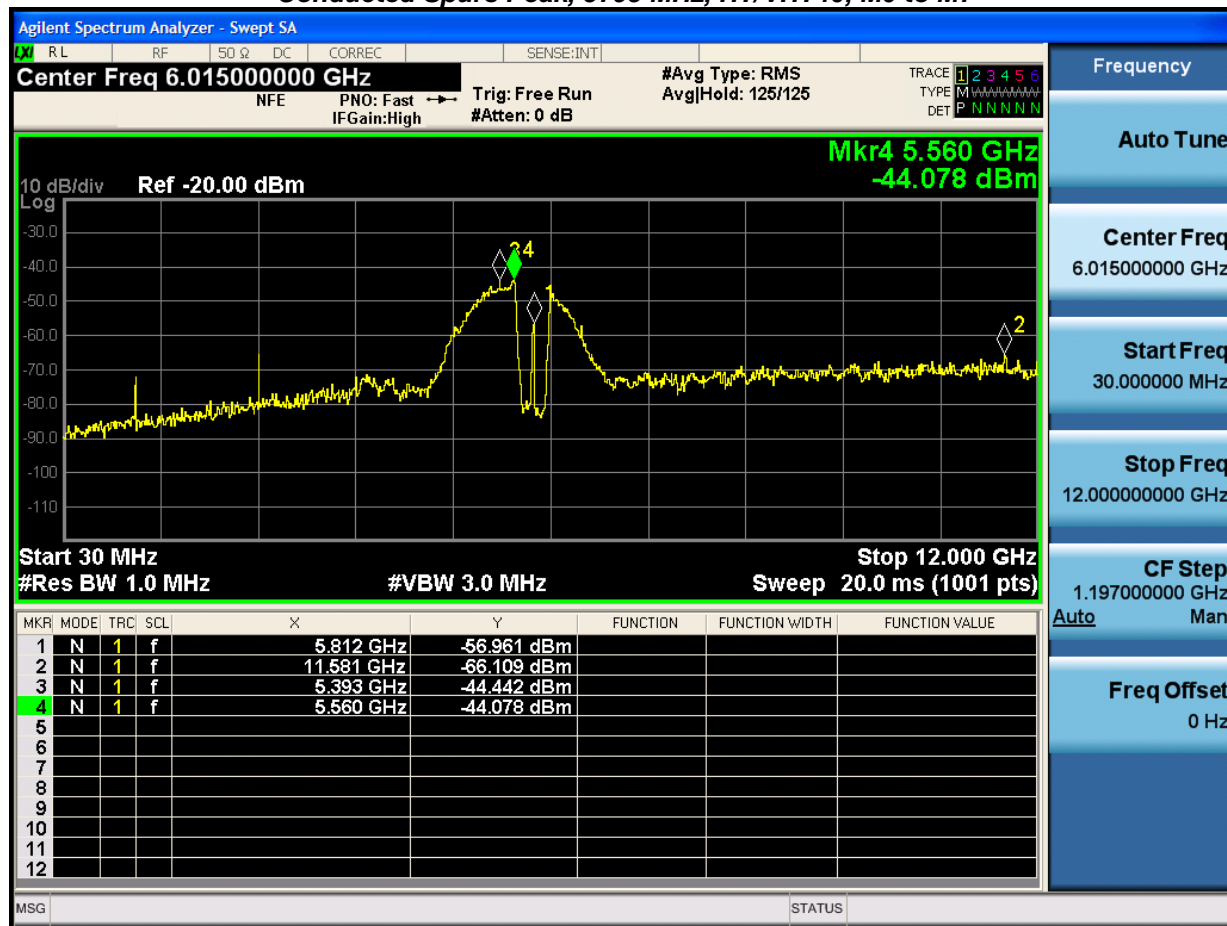 Agilent Spectrum Analyzer - Swept SA
LXI RL RF 50 Ω DC CORREC SENSE:INT
Center Freq 6.015000000 GHz
NFE PNO: Fast IFGain:High
Trig: Free Run
#Atten: 0 dB
#Avg Type: RMS
Avg|Hold: 125/125
TRACE 1 2 3 4 5 6
TYPE M
DET P N N N N N
Mkr4 5.560 GHz
-44.078 dBm
10 dB/div Ref -20.00 dBm
Log
-30.0
-40.0
-50.0
-60.0
-70.0
-80.0
-90.0
-100
-110
4
2
Start 30 MHz Stop 12.000 GHz
#Res BW 1.0 MHz #VBW 3.0 MHz Sweep 20.0 ms (1001 pts)
MKR MODE TRC SCL X Y FUNCTION FUNCTION WIDTH FUNCTION VALUE
1 N 1 f 5.812 GHz -56.961 dBm
2 N 1 f 11.581 GHz -66.109 dBm
3 N 1 f 5.393 GHz -44.442 dBm
4 N 1 f 5.560 GHz -44.078 dBm
5
6
7
8
9
10
11
12
MSG STATUS
Frequency
Auto Tune
Center Freq
6.015000000 GHz
Start Freq
30.000000 MHz
Stop Freq
12.000000000 GHz
CF Step
1.197000000 GHz
Auto Man
Freq Offset
0 Hz